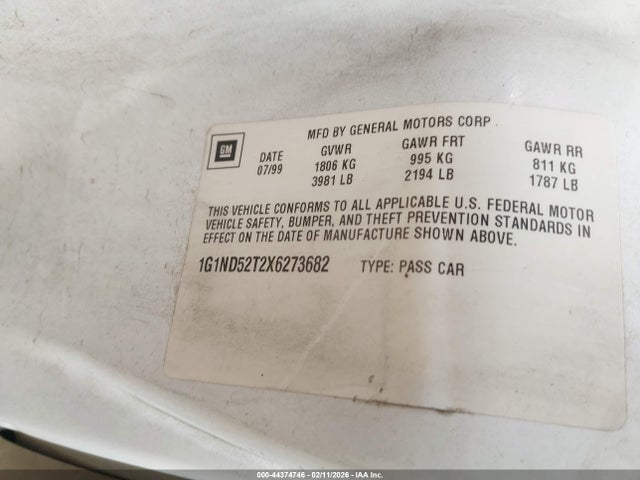 MFD BY GENERAL MOTORS CORP
GM
DATE GVWR GAWR FRT GAWR RR
07/99 1806 KG 995 KG 811 KG
3981 LB 2194 LB 1787 LB
THIS VEHICLE CONFORMS TO ALL APPLICABLE U.S. FEDERAL MOTOR
VEHICLE SAFETY, BUMPER, AND THEFT PREVENTION STANDARDS IN
EFFECT ON THE DATE OF MANUFACTURE SHOWN ABOVE.
1G1ND52T2X6273682 TYPE: PASS CAR
000-44374746 - 02/11/2026 - IAA Inc.